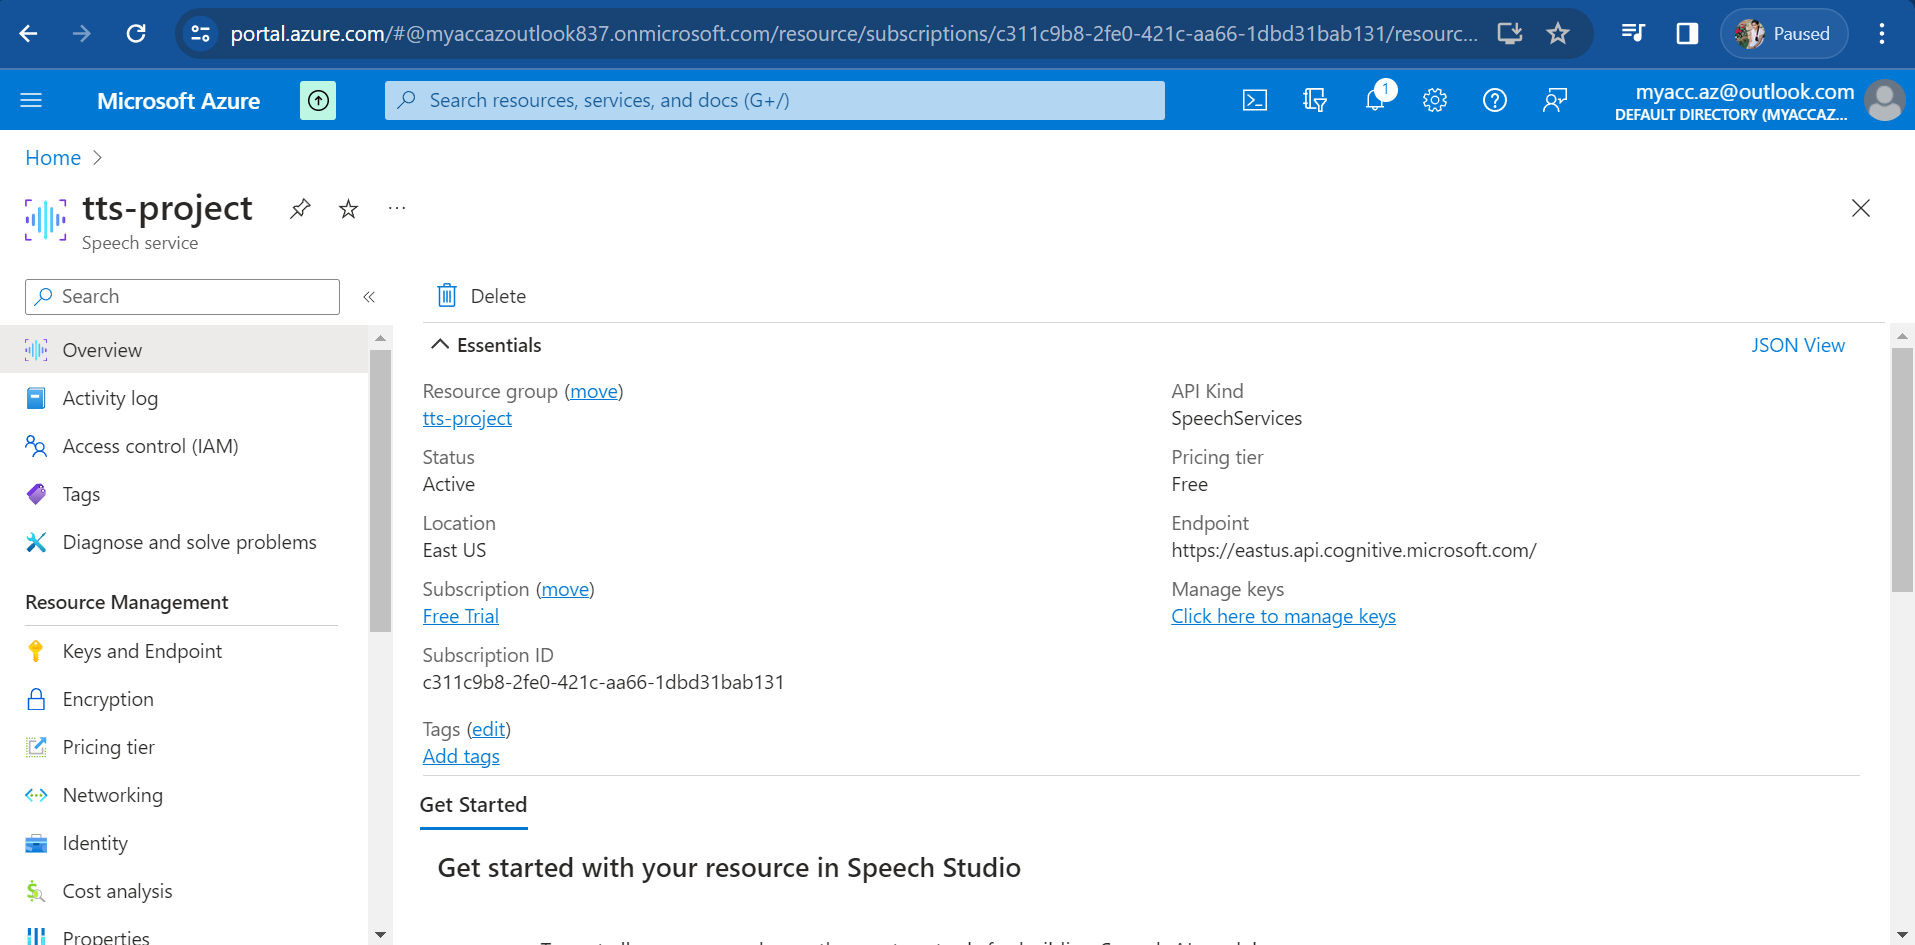 portal.azure.com/#@myaccazoutlook837.onmicrosoft.com/resource/subscriptions/c311c9b8-2fe0-421c-aa66-1dbd31bab131/resourc...
Paused
Microsoft Azure
Search resources, services, and docs (G+/)
1
myacc.az@outlook.com
DEFAULT DIRECTORY (MYACCAZ...
Home
tts-project
Speech service
Search
Overview
Activity log
Access control (IAM)
Tags
Diagnose and solve problems
Resource Management
Keys and Endpoint
Encryption
Pricing tier
Networking
Identity
Cost analysis
Properties
Delete
Essentials
JSON View
Resource group (move)
tts-project
Status
Active
Location
East US
Subscription (move)
Free Trial
Subscription ID
c311c9b8-2fe0-421c-aa66-1dbd31bab131
API Kind
SpeechServices
Pricing tier
Free
Endpoint
https://eastus.api.cognitive.microsoft.com/
Manage keys
Click here to manage keys
Tags (edit)
Add tags
Get Started
Get started with your resource in Speech Studio